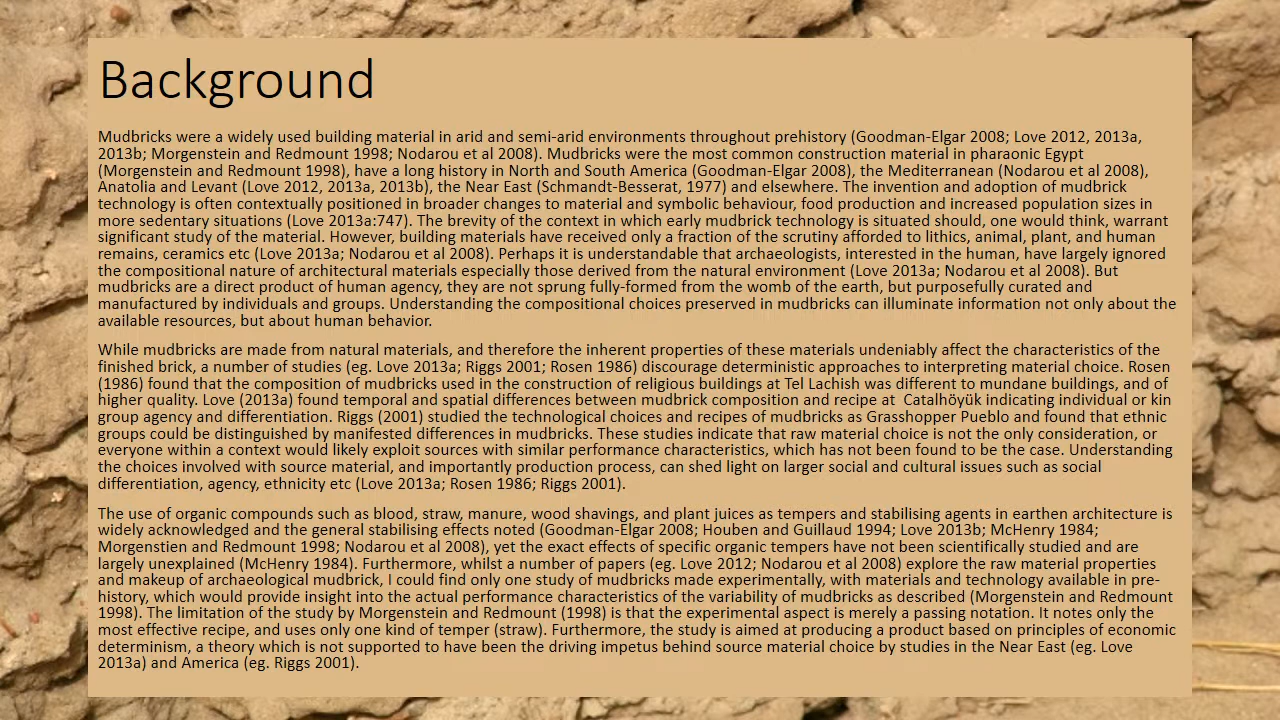 Background
Mudbricks were a widely used building material in arid and semi-arid environments throughout prehistory (Goodman-Elgar 2008; Love 2012, 2013a,
2013b; Morgenstein and Redmount 1998; Nodarou et al 2008). Mudbricks were the most common construction material in pharaonic Egypt
(Morgenstein and Redmount 1998), have a long history in North and South America (Goodman-Elgar 2008), the Mediterranean (Nodarou et al 2008),
Anatolia and Levant (Love 2012, 2013a, 2013b), the Near East (Schmandt-Besserat, 1977) and elsewhere. The invention and adoption of mudbrick
technology is often contextually positioned in broader changes to material and symbolic behaviour, food production and increased population sizes in
more sedentary situations (Love 2013a:747). The brevity of the context in which early mudbrick technology is situated should, one would think, warrant
significant study of the material. However, building materials have received only a fraction of the scrutiny afforded to lithics, animal, plant, and human
remains, ceramics etc (Love 2013a; Nodarou et al 2008). Perhaps it is understandable that archaeologists, interested in the human, have largely ignored
the compositional nature of architectural materials especially those derived from the natural environment (Love 2013a; Nodarou et al 2008). But
mudbricks are a direct product of human agency, they are not sprung fully-formed from the womb of the earth, but purposefully curated and
manufactured by individuals and groups. Understanding the compositional choices preserved in mudbricks can illuminate information not only about the
available resources, but about human behavior.
While mudbricks are made from natural materials, and therefore the inherent properties of these materials undeniably affect the characteristics of the
finished brick, a number of studies (eg. Love 2013a; Riggs 2001; Rosen 1986) discourage deterministic approaches to interpreting material choice. Rosen
(1986) found that the composition of mudbricks used in the construction of religious buildings at Tel Lachish was different to mundane buildings, and of
higher quality. Love (2013a) found temporal and spatial differences between mudbrick composition and recipe at  Catalhöyük indicating individual or kin
group agency and differentiation. Riggs (2001) studied the technological choices and recipes of mudbricks as Grasshopper Pueblo and found that ethnic
groups could be distinguished by manifested differences in mudbricks. These studies indicate that raw material choice is not the only consideration, or
everyone within a context would likely exploit sources with similar performance characteristics, which has not been found to be the case. Understanding
the choices involved with source material, and importantly production process, can shed light on larger social and cultural issues such as social
differentiation, agency, ethnicity etc (Love 2013a; Rosen 1986; Riggs 2001).
The use of organic compounds such as blood, straw, manure, wood shavings, and plant juices as tempers and stabilising agents in earthen architecture is
widely acknowledged and the general stabilising effects noted (Goodman-Elgar 2008; Houben and Guillaud 1994; Love 2013b; McHenry 1984;
Morgenstien and Redmount 1998; Nodarou et al 2008), yet the exact effects of specific organic tempers have not been scientifically studied and are
largely unexplained (McHenry 1984). Furthermore, whilst a number of papers (eg. Love 2012; Nodarou et al 2008) explore the raw material properties
and makeup of archaeological mudbrick, I could find only one study of mudbricks made experimentally, with materials and technology available in pre-
history, which would provide insight into the actual performance characteristics of the variability of mudbricks as described (Morgenstein and Redmount
1998). The limitation of the study by Morgenstein and Redmount (1998) is that the experimental aspect is merely a passing notation. It notes only the
most effective recipe, and uses only one kind of temper (straw). Furthermore, the study is aimed at producing a product based on principles of economic
determinism, a theory which is not supported to have been the driving impetus behind source material choice by studies in the Near East (eg. Love
2013a) and America (eg. Riggs 2001).